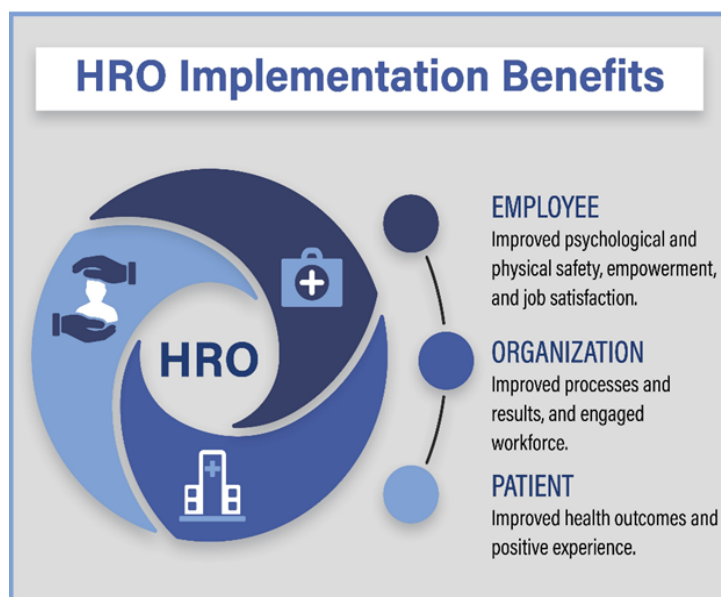 HRO Implementation Benefits
HRO
EMPLOYEE
Improved psychological and
physical safety, empowerment,
and job satisfaction.
ORGANIZATION
Improved processes and
results, and engaged
workforce.
PATIENT
Improved health outcomes and
positive experience.